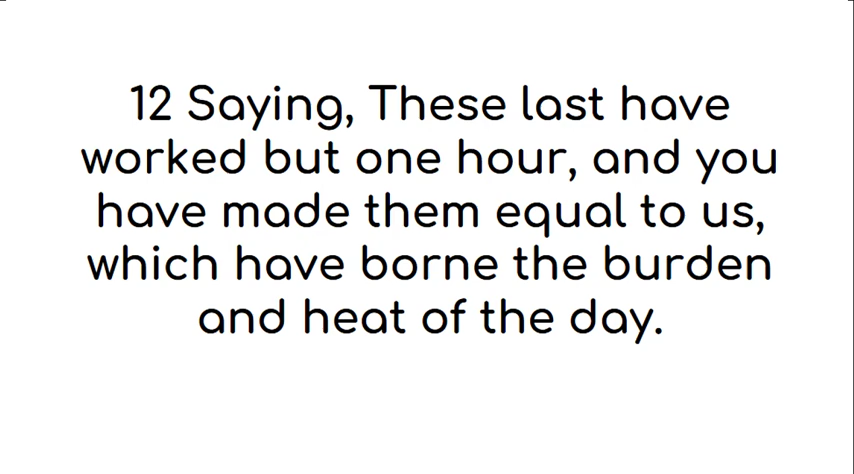 12 Saying, These last have
worked but one hour, and you
have made them equal to us,
which have borne the burden
and heat of the day.